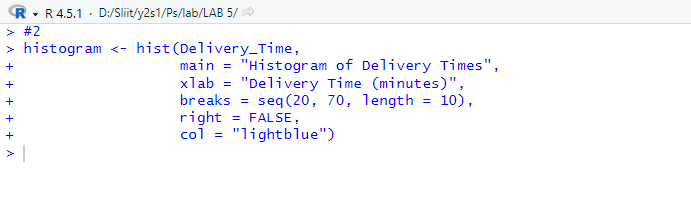 R 4.5.1 · D:/Sliit/y2s1/Ps/lab/LAB 5/
> #2
> histogram <- hist(Delivery_Time,
+                   main = "Histogram of Delivery Times",
+                   xlab = "Delivery Time (minutes)",
+                   breaks = seq(20, 70, length = 10),
+                   right = FALSE,
+                   col = "lightblue")
>